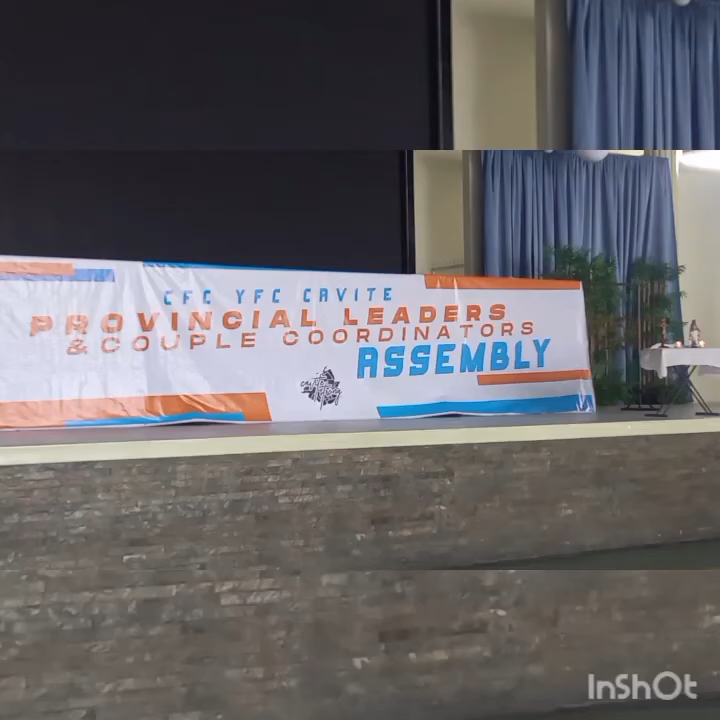 CFC YFC CAVITE
PROVINCIAL LEADERS
& COUPLE COORDINATORS
ASSEMBLY
InShOt